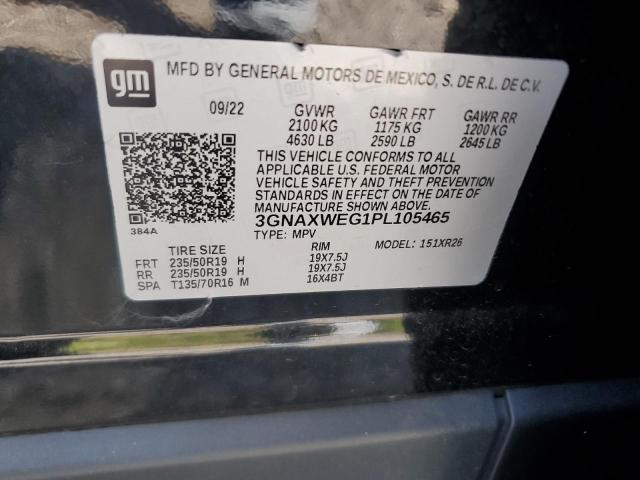 gm MFD BY GENERAL MOTORS DE MEXICO, S. DE R.L. DE C.V.
09/22 GVWR GAWR FRT GAWR RR
2100 KG 1175 KG 1200 KG
4630 LB 2590 LB 2645 LB
THIS VEHICLE CONFORMS TO ALL
APPLICABLE U.S. FEDERAL MOTOR
VEHICLE SAFETY AND THEFT PREVENTION
STANDARDS IN EFFECT ON THE DATE OF
MANUFACTURE SHOWN ABOVE.
3GNAXWEG1PL105465
384A TYPE: MPV MODEL: 151XR26
TIRE SIZE RIM
FRT 235/50R19 H 19X7.5J
RR 235/50R19 H 19X7.5J
SPA T135/70R16 M 16X4BT